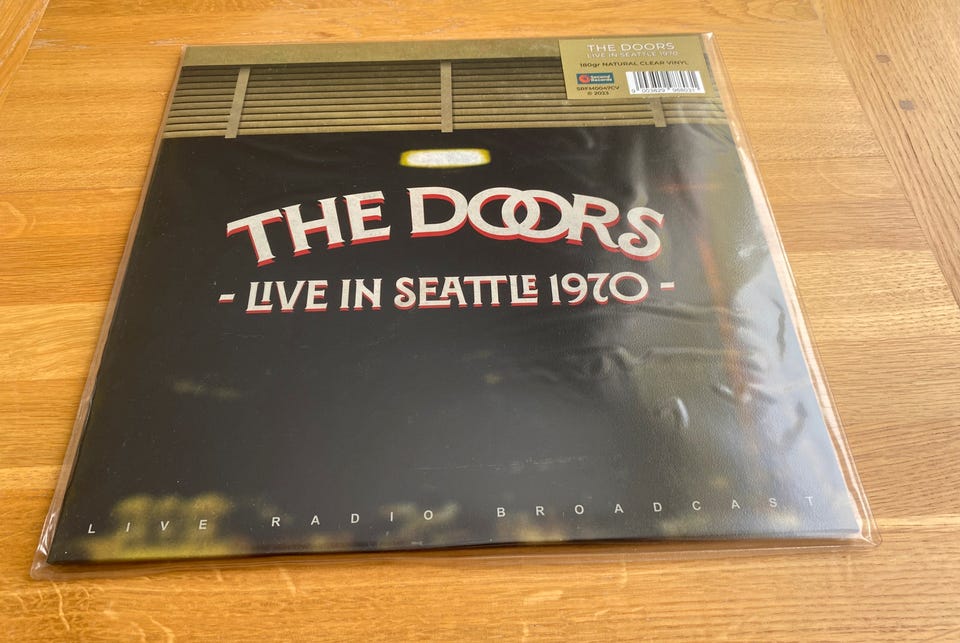 THE DOORS
LIVE IN SEATTLE 1970
180gr NATURAL CLEAR VINYL
Second Records
SRFM0047CV
© 2023
THE DOORS
- LIVE IN SEATTLE 1970 -
LIVE RADIO BROADCAST